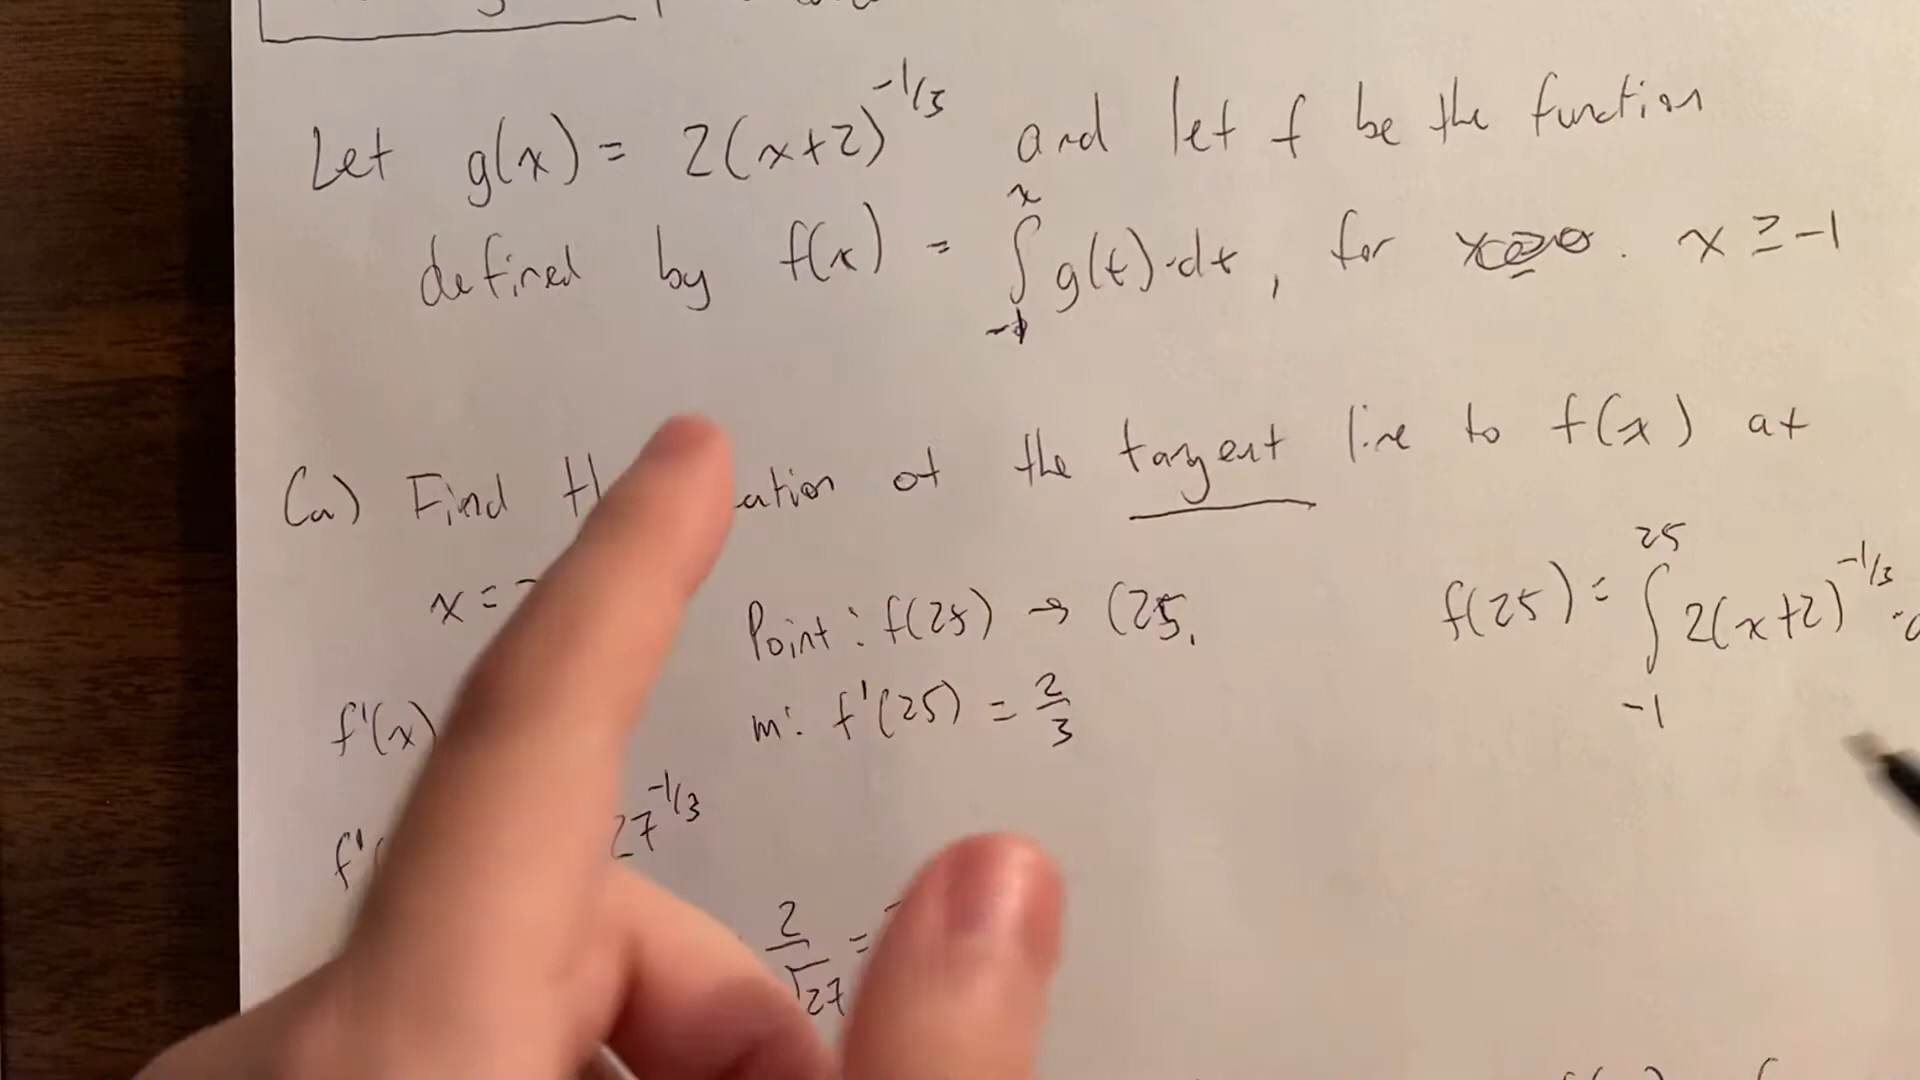 Let g(x) = 2(x+2)^{-1/3} and let f be the function
defined by f(x) = ∫_{-1}^{x} g(t)·dt, for x ≥ -1
(a) Find of the tangent line to f(x) at
x =
Point: f(25) → (25,
f(25) = ∫_{-1}^{25} 2(x+2)^{-1/3} ·
f'(x)
m: f'(25) = 2/3
f'(
27^{-1/3}
2/√27 =